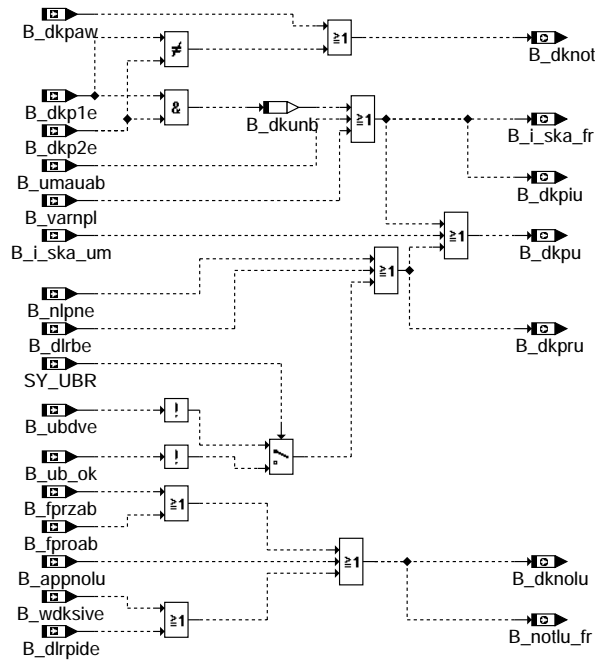 B_dkpaw
≠
≥1
B_dknot
B_dkp1e
&
B_dkunb
≥1
B_i_ska_fr
B_dkp2e
B_umauab
B_dkpiu
B_varnpl
B_i_ska_um
≥1
B_dkpu
≥1
B_nlpne
B_dlrbe
B_dkpru
SY_UBR
B_ubdve
!
B_ub_ok
!
B_fprzab
≥1
B_fproab
≥1
B_appnolu
B_dknolu
B_wdksive
≥1
B_dlrpide
B_notlu_fr